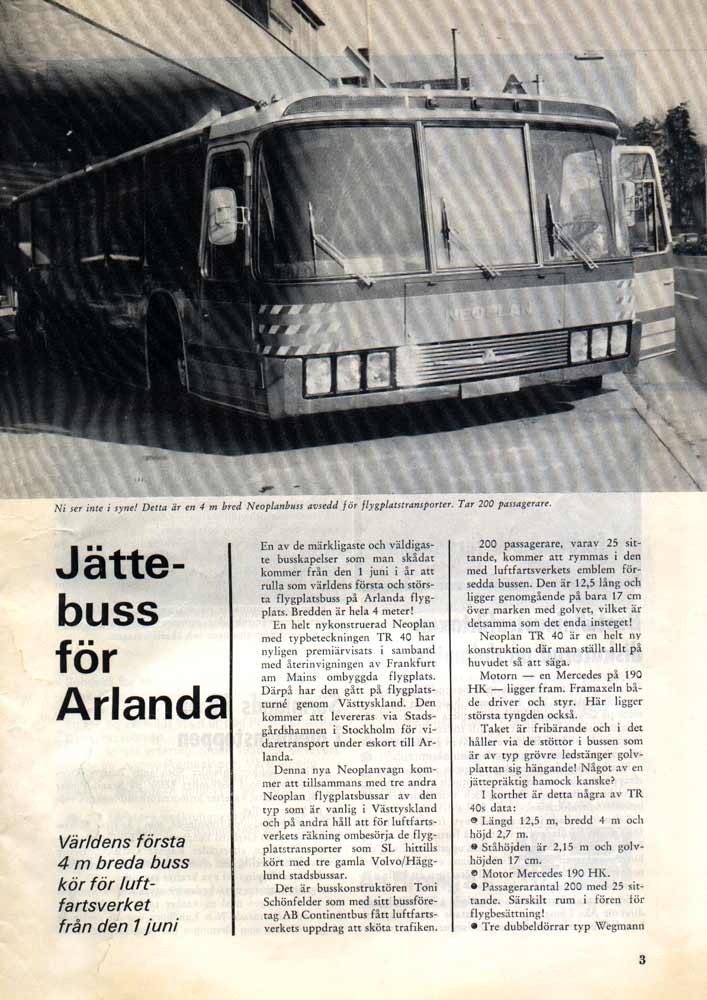 NEOPLAN
Ni ser inte i syne! Detta är en 4 m bred Neoplanbuss avsedd för flygplatstransporter. Tar 200 passagerare.
Jätte-
buss
för
Arlanda
Världens första
4 m breda buss
kör för luft-
fartsverket
från den 1 juni
En av de märkligaste och väldigas-
te busskapelser som man skådat
kommer från den 1 juni i år att
rulla som världens första och störs-
ta flygplatsbuss på Arlanda flyg-
plats. Bredden är hela 4 meter!
En helt nykonstruerad Neoplan
med typbeteckningen TR 40 har
nyligen premiärvisats i samband
med återinvigningen av Frankfurt
am Mains ombyggda flygplats.
Därpå har den gått på flygplats-
turné genom Västtyskland. Den
kommer att levereras via Stads-
gårdshamnen i Stockholm för vi-
daretransport under eskort till Ar-
landa.
Denna nya Neoplanvagn kom-
mer att tillsammans med tre andra
Neoplan flygplatsbussar av den
typ som är vanlig i Västtyskland
och på andra håll att för luftfarts-
verkets räkning ombesörja de flyg-
platstransporter som SL hittills
kört med tre gamla Volvo/Hägg-
lund stadsbussar.
Det är busskonstruktören Toni
Schönfelder som med sitt bussföre-
tag AB Continentbus fått luftfarts-
verkets uppdrag att sköta trafiken.
200 passagerare, varav 25 sit-
tande, kommer att rymmas i den
med luftfartsverkets emblem för-
sedda bussen. Den är 12,5 lång och
ligger genomgående på bara 17 cm
över marken med golvet, vilket är
detsamma som det enda insteget!
Neoplan TR 40 är en helt ny
konstruktion där man ställt allt på
huvudet så att säga.
Motorn — en Mercedes på 190
HK — ligger fram. Framaxeln bå-
de driver och styr. Här ligger
största tyngden också.
Taket är fribärande och i det
håller via de stöttor i bussen som
är av typ grövre ledstänger golv-
plattan sig hängande! Något av en
jättepräktig hamock kanske?
I korthet är detta några av TR
40s data:
● Längd 12,5 m, bredd 4 m och
höjd 2,7 m.
● Ståhöjden är 2,15 m och golv-
höjden 17 cm.
● Motor Mercedes 190 HK.
● Passagerarantal 200 med 25 sit-
tande. Särskilt rum i fören för
flygbesättning!
● Tre dubbeldörrar typ Wegmann
3